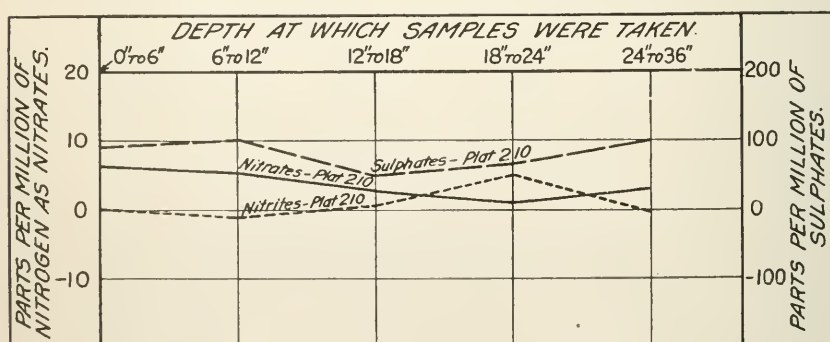 DEPTH AT WHICH SAMPLES WERE TAKEN.
0" TO 6" 6" TO 12" 12" TO 18" 18" TO 24" 24" TO 36"
PARTS PER MILLION OF
NITROGEN AS NITRATES.
20
10
0
-10
Sulphates - Plat 210
Nitrates - Plat 210
Nitrites - Plat 210
200
100
0
-100
PARTS PER MILLION OF
SULPHATES.